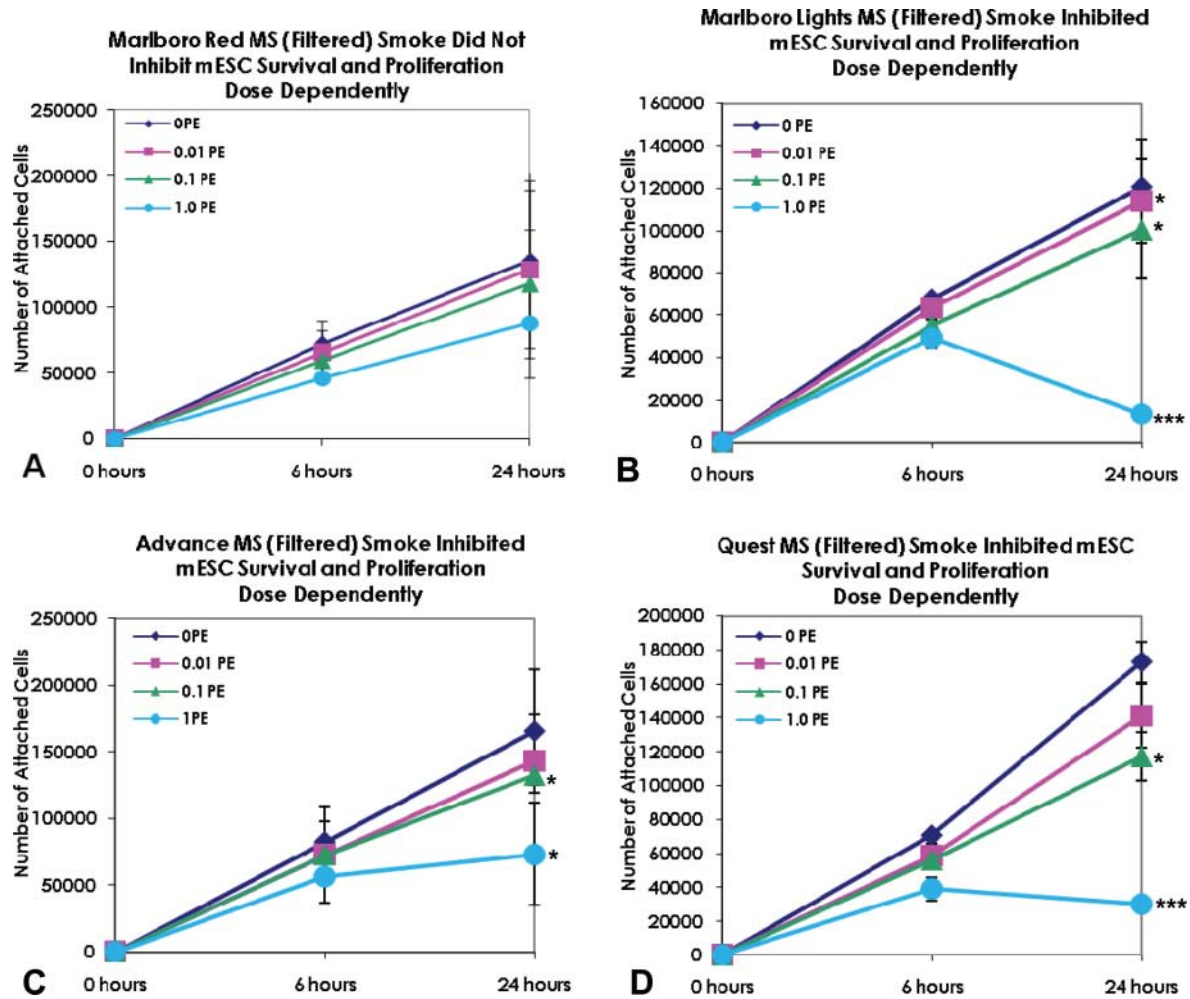 Marlboro Red MS (Filtered) Smoke Did Not
Inhibit mESC Survival and Proliferation
Dose Dependently
250000
200000
150000
100000
50000
0
Number of Attached Cells
0PE
0.01 PE
0.1 PE
1.0 PE
0 hours
6 hours
24 hours
A
Marlboro Lights MS (Filtered) Smoke Inhibited
mESC Survival and Proliferation
Dose Dependently
160000
140000
120000
100000
80000
60000
40000
20000
0
Number of Attached Cells
0 PE
0.01 PE
0.1 PE
1.0 PE
*
*
***
0 hours
6 hours
24 hours
B
Advance MS (Filtered) Smoke Inhibited
mESC Survival and Proliferation
Dose Dependently
250000
200000
150000
100000
50000
0
Number of Attached Cells
0PE
0.01 PE
0.1 PE
1PE
*
*
0 hours
6 hours
24 hours
C
Quest MS (Filtered) Smoke Inhibited mESC
Survival and Proliferation
Dose Dependently
200000
180000
160000
140000
120000
100000
80000
60000
40000
20000
0
Number of Attached Cells
0 PE
0.01 PE
0.1 PE
1.0 PE
*
***
0 hours
6 hours
24 hours
D